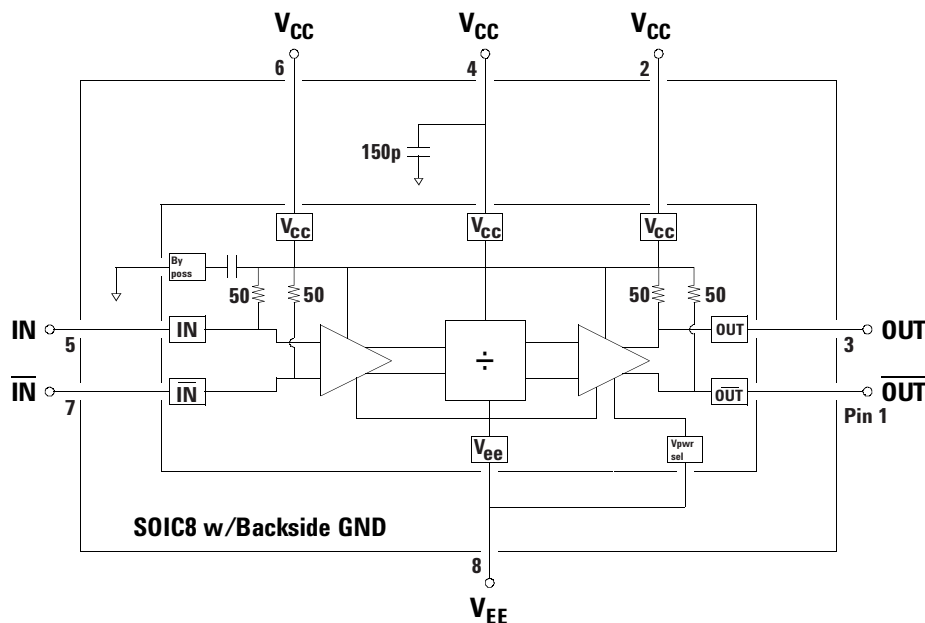 VCC VCC VCC
6 4 2
150p
Vcc Vcc Vcc
By
poss
50 50 50 50
IN IN OUT OUT
5 3
÷
IN IN OUT OUT
7 Pin 1
Vee
Vpwr
sel
SOIC8 w/Backside GND
8
VEE